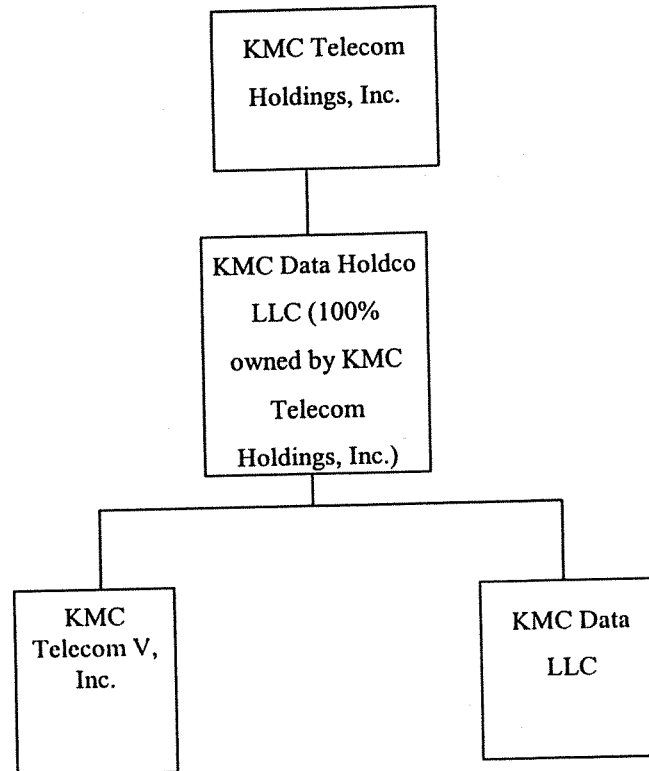 KMC Telecom
Holdings, Inc.
KMC Data Holdco
LLC (100%
owned by KMC
Telecom
Holdings, Inc.)
KMC
Telecom V,
Inc.
KMC Data
LLC